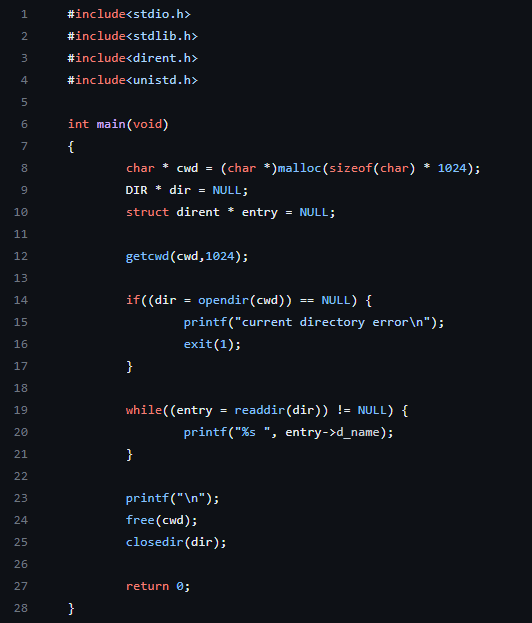 1 #include<stdio.h>
2 #include<stdlib.h>
3 #include<dirent.h>
4 #include<unistd.h>
5
6 int main(void)
7 {
8 char * cwd = (char *)malloc(sizeof(char) * 1024);
9 DIR * dir = NULL;
10 struct dirent * entry = NULL;
11
12 getcwd(cwd,1024);
13
14 if((dir = opendir(cwd)) == NULL) {
15 printf("current directory error\n");
16 exit(1);
17 }
18
19 while((entry = readdir(dir)) != NULL) {
20 printf("%s ", entry->d_name);
21 }
22
23 printf("\n");
24 free(cwd);
25 closedir(dir);
26
27 return 0;
28 }